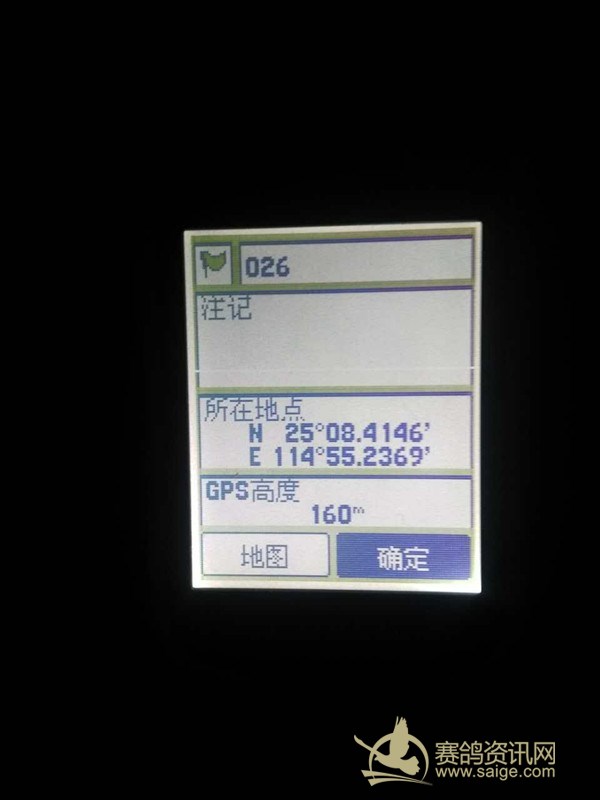 026
注记
所在地点
N 25°08.4146'
E 114°55.2369'
GPS高度
160m
地图 确定
赛鸽资讯网
www.saige.com